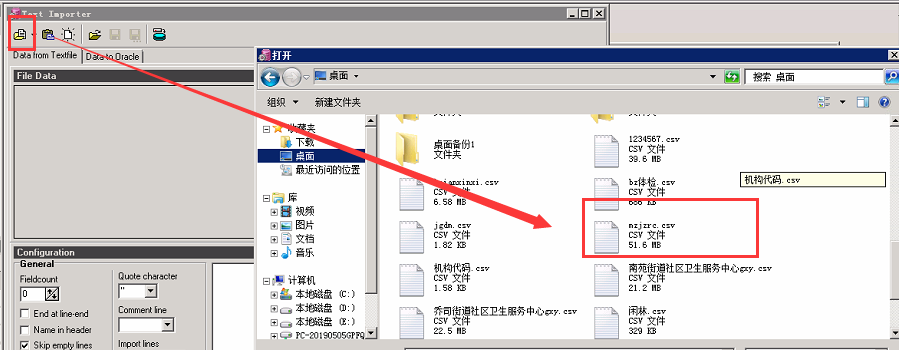 Text Importer
Data from Textfile
Data to Oracle
File Data
Configuration
General
Fieldcount
0
End at line-end
Name in header
Skip empty lines
Quote character
"
Comment line
Import lines
打开
桌面
搜索 桌面
组织
新建文件夹
收藏夹
下载
桌面
最近访问的位置
库
视频
图片
文档
音乐
计算机
本地磁盘 (C:)
本地磁盘 (D:)
本地磁盘 (E:)
PC-20190505GPFQ
文件夹
文件夹
桌面备份1
文件夹
1234567.csv
CSV 文件
39.6 MB
CSV 文件
6.58 MB
bz体检.csv
CSV 文件
686 KB
机构代码.csv
jgdm.csv
CSV 文件
1.82 KB
mzjzrc.csv
CSV 文件
51.6 MB
机构代码.csv
CSV 文件
1.58 KB
南苑街道社区卫生服务中心gxy.csv
CSV 文件
21.2 MB
乔司街道社区卫生服务中心gxy.csv
CSV 文件
22.5 MB
闲林.csv
CSV 文件
329 KB